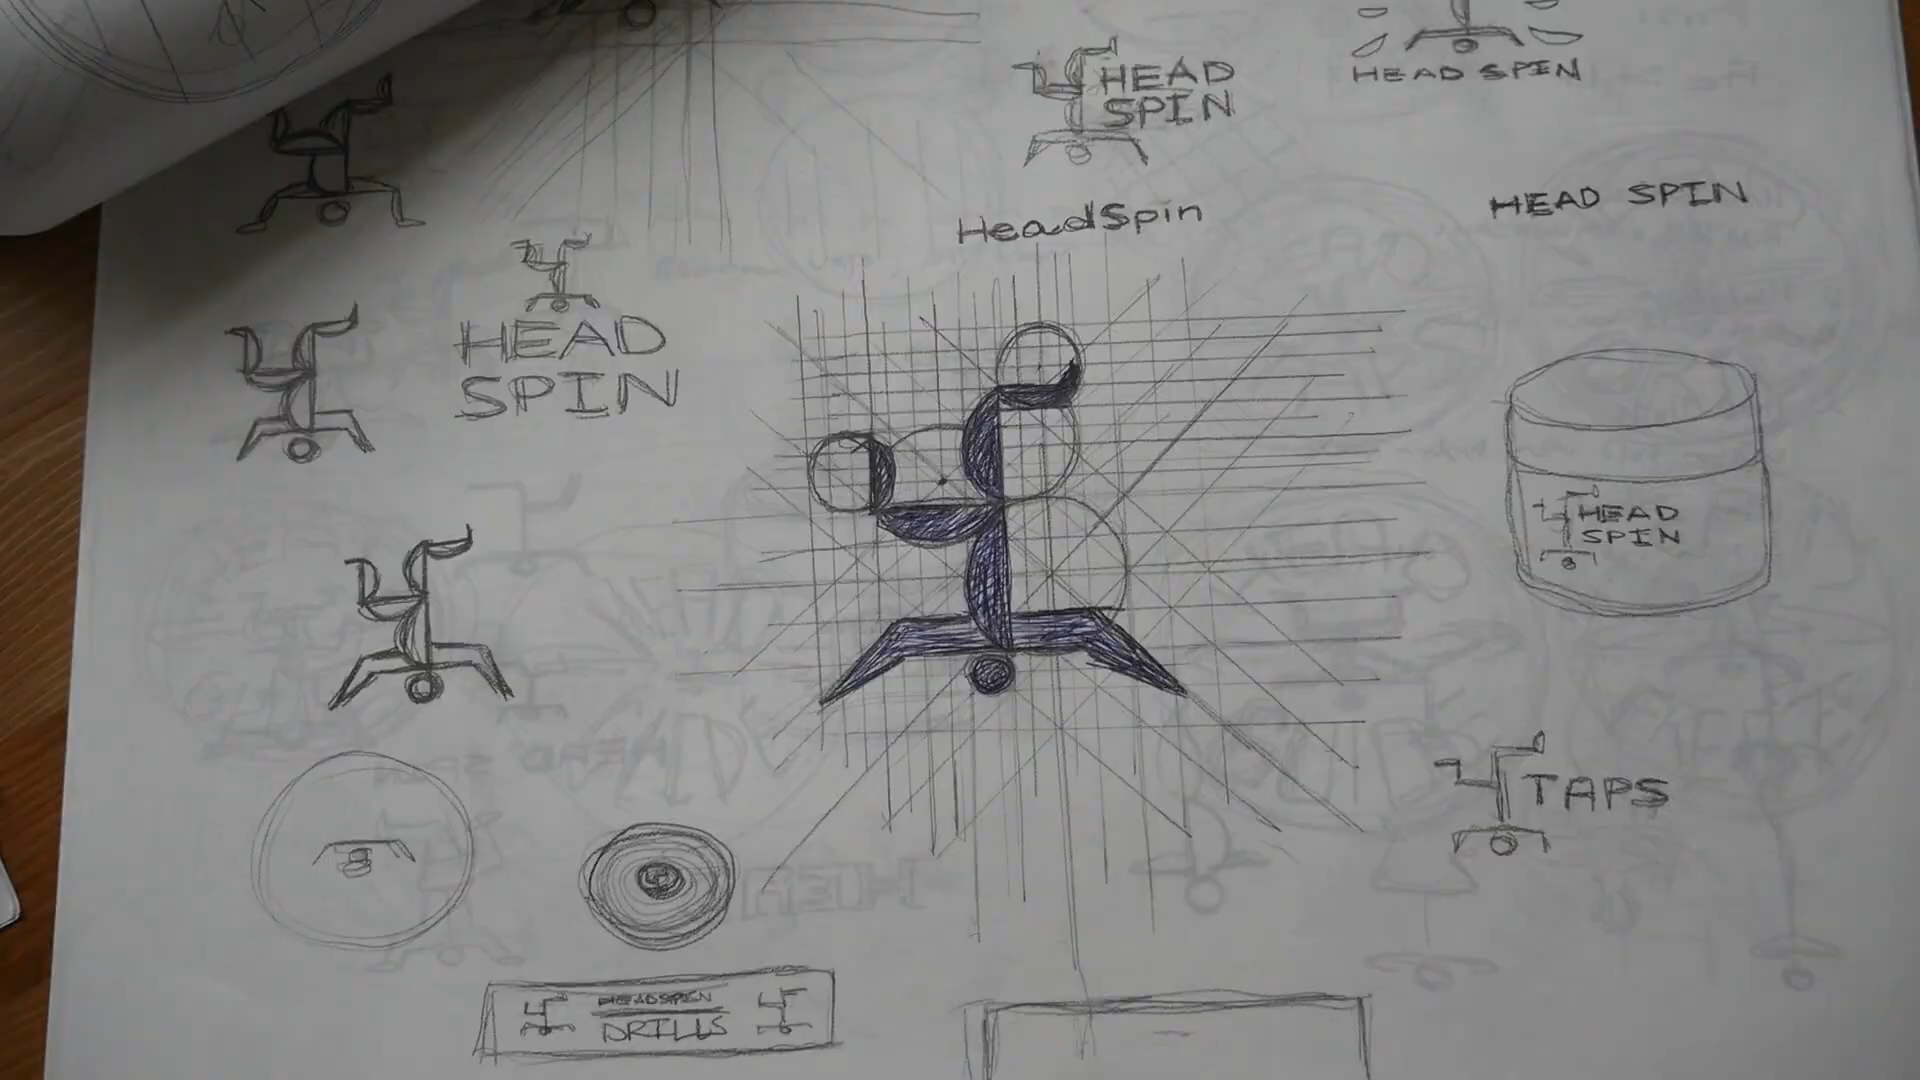 HEAD
SPIN
HEAD SPIN
HeadSpin
HEAD SPIN
HEAD
SPIN
HEAD
SPIN
TAPS
HEADSPIN
DRILLS